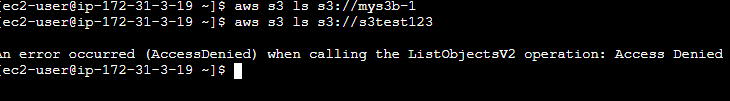 [ec2-user@ip-172-31-3-19 ~]$ aws s3 ls s3://mys3b-1
[ec2-user@ip-172-31-3-19 ~]$ aws s3 ls s3://s3test123
An error occurred (AccessDenied) when calling the ListObjectsV2 operation: Access Denied
[ec2-user@ip-172-31-3-19 ~]$